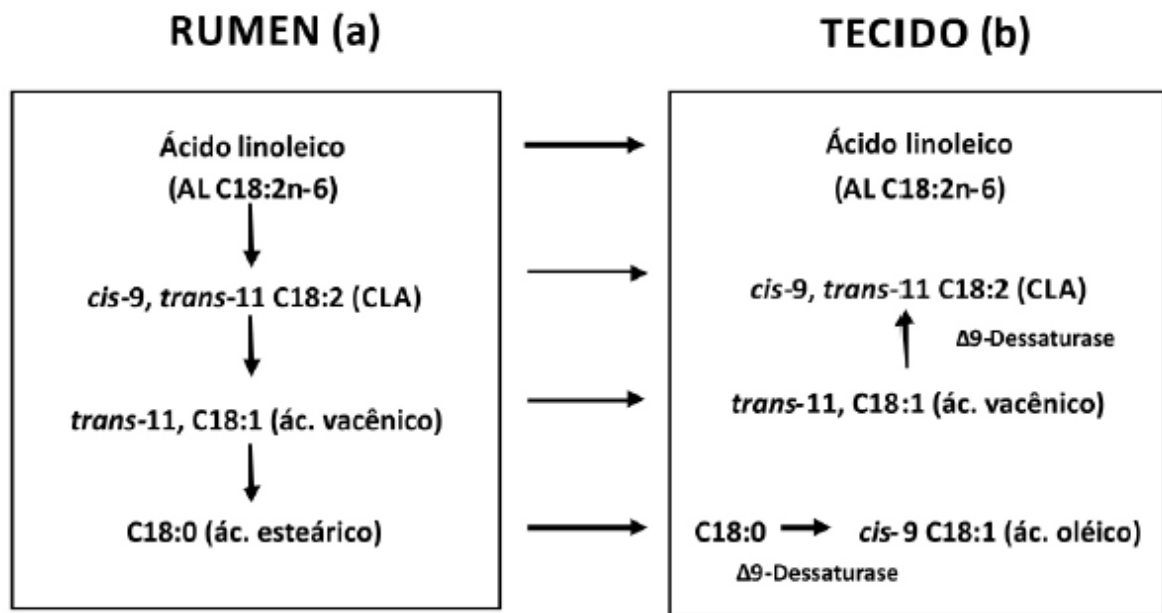 RUMEN (a)
Ácido linoleico
(AL C18:2n-6)
cis-9, trans-11 C18:2 (CLA)
trans-11, C18:1 (ác. vacênico)
C18:0 (ác. esteárico)
TECIDO (b)
Ácido linoleico
(AL C18:2n-6)
cis-9, trans-11 C18:2 (CLA)
Δ9-Dessaturase
trans-11, C18:1 (ác. vacênico)
C18:0 cis-9 C18:1 (ác. oléico)
Δ9-Dessaturase